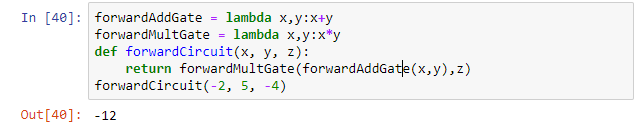 In [40]: forwardAddGate = lambda x,y:x+y
forwardMultGate = lambda x,y:x*y
def forwardCircuit(x, y, z):
    return forwardMultGate(forwardAddGate(x,y),z)
forwardCircuit(-2, 5, -4)
Out[40]: -12